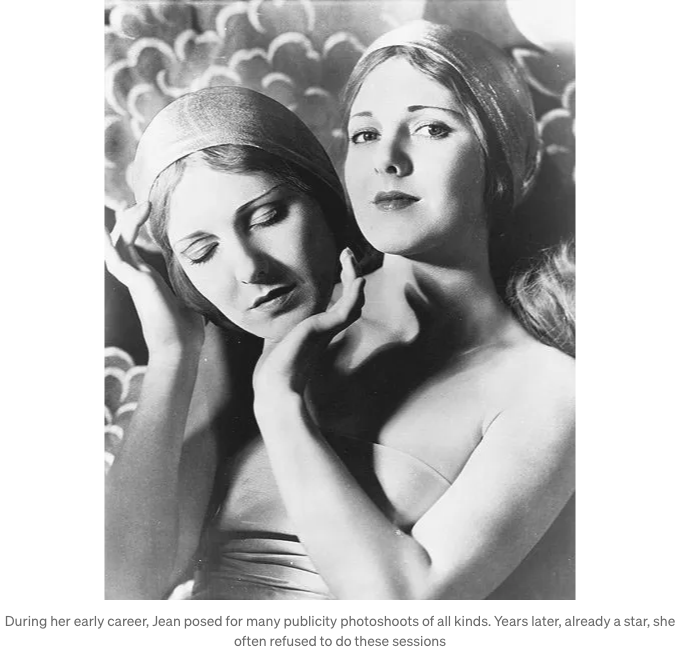 During her early career, Jean posed for many publicity photoshoots of all kinds. Years later, already a star, she
often refused to do these sessions